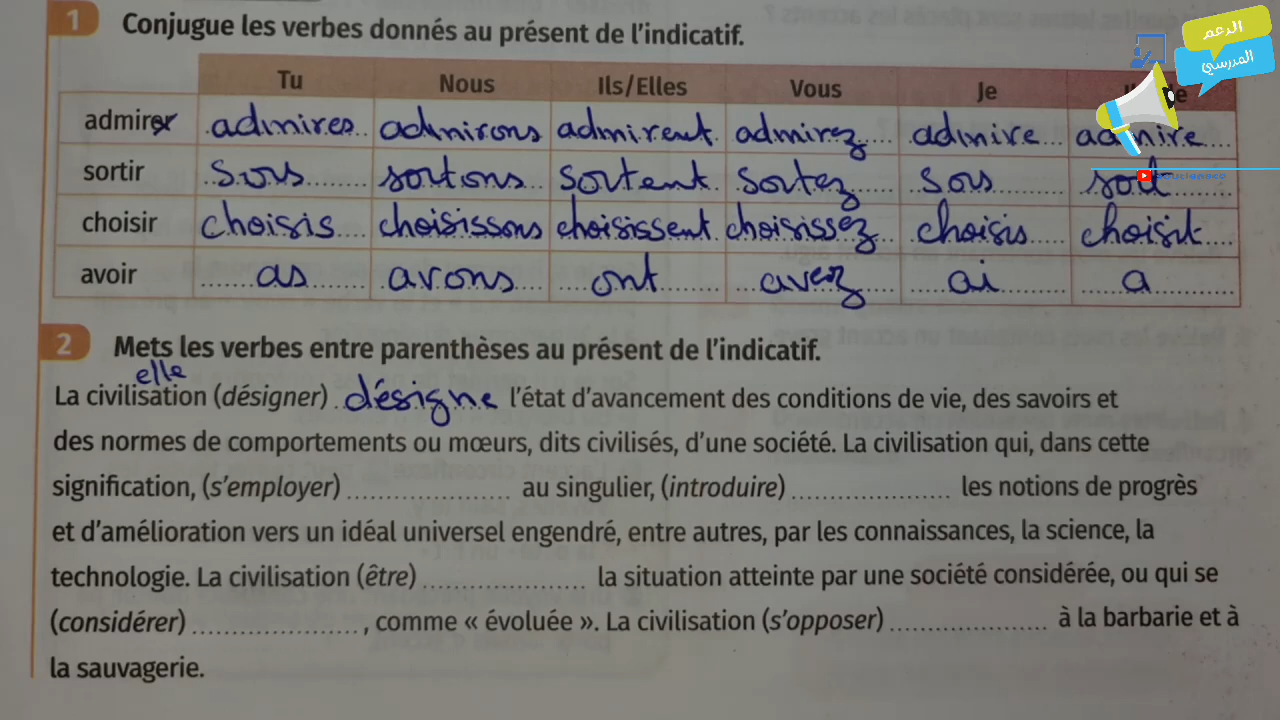 1 Conjugue les verbes donnés au présent de l'indicatif.
الدعم
المدرسي
Tu Nous Ils/Elles Vous Je
admirer admires admirons admirent admirez admire admire
sortir sors sortons sortent sortez sors sort
choisir choisis choisissons choisissent choisissez choisis choisit
avoir as avons ont avez ai a
2 Mets les verbes entre parenthèses au présent de l'indicatif.
elle
La civilisation (désigner) désigne l'état d'avancement des conditions de vie, des savoirs et
des normes de comportements ou mœurs, dits civilisés, d'une société. La civilisation qui, dans cette
signification, (s'employer) .................... au singulier, (introduire) .................... les notions de progrès
et d'amélioration vers un idéal universel engendré, entre autres, par les connaissances, la science, la
technologie. La civilisation (être) .................... la situation atteinte par une société considérée, ou qui se
(considérer) ...................., comme « évoluée ». La civilisation (s'opposer) .................... à la barbarie et à
la sauvagerie.